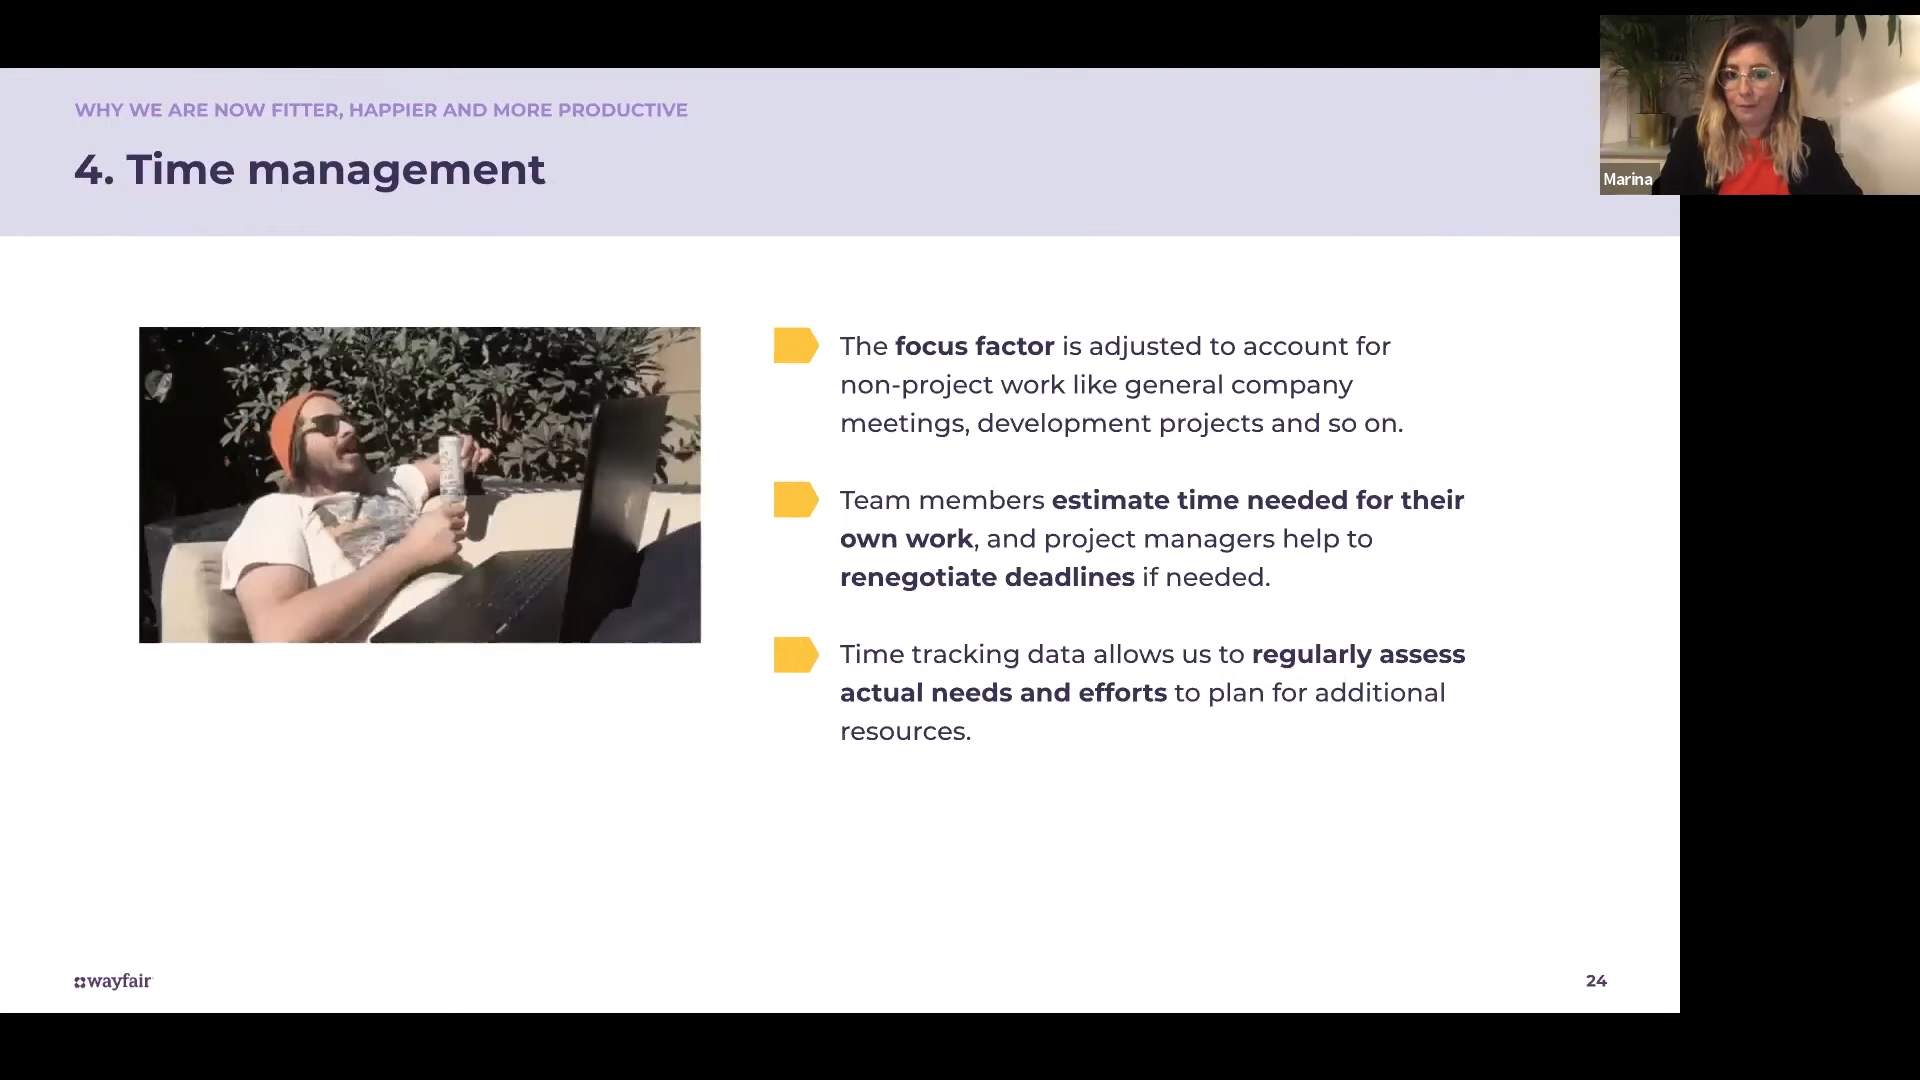 WHY WE ARE NOW FITTER, HAPPIER AND MORE PRODUCTIVE
4. Time management
The focus factor is adjusted to account for
non-project work like general company
meetings, development projects and so on.
Team members estimate time needed for their
own work, and project managers help to
renegotiate deadlines if needed.
Time tracking data allows us to regularly assess
actual needs and efforts to plan for additional
resources.
wayfair
24
Marina